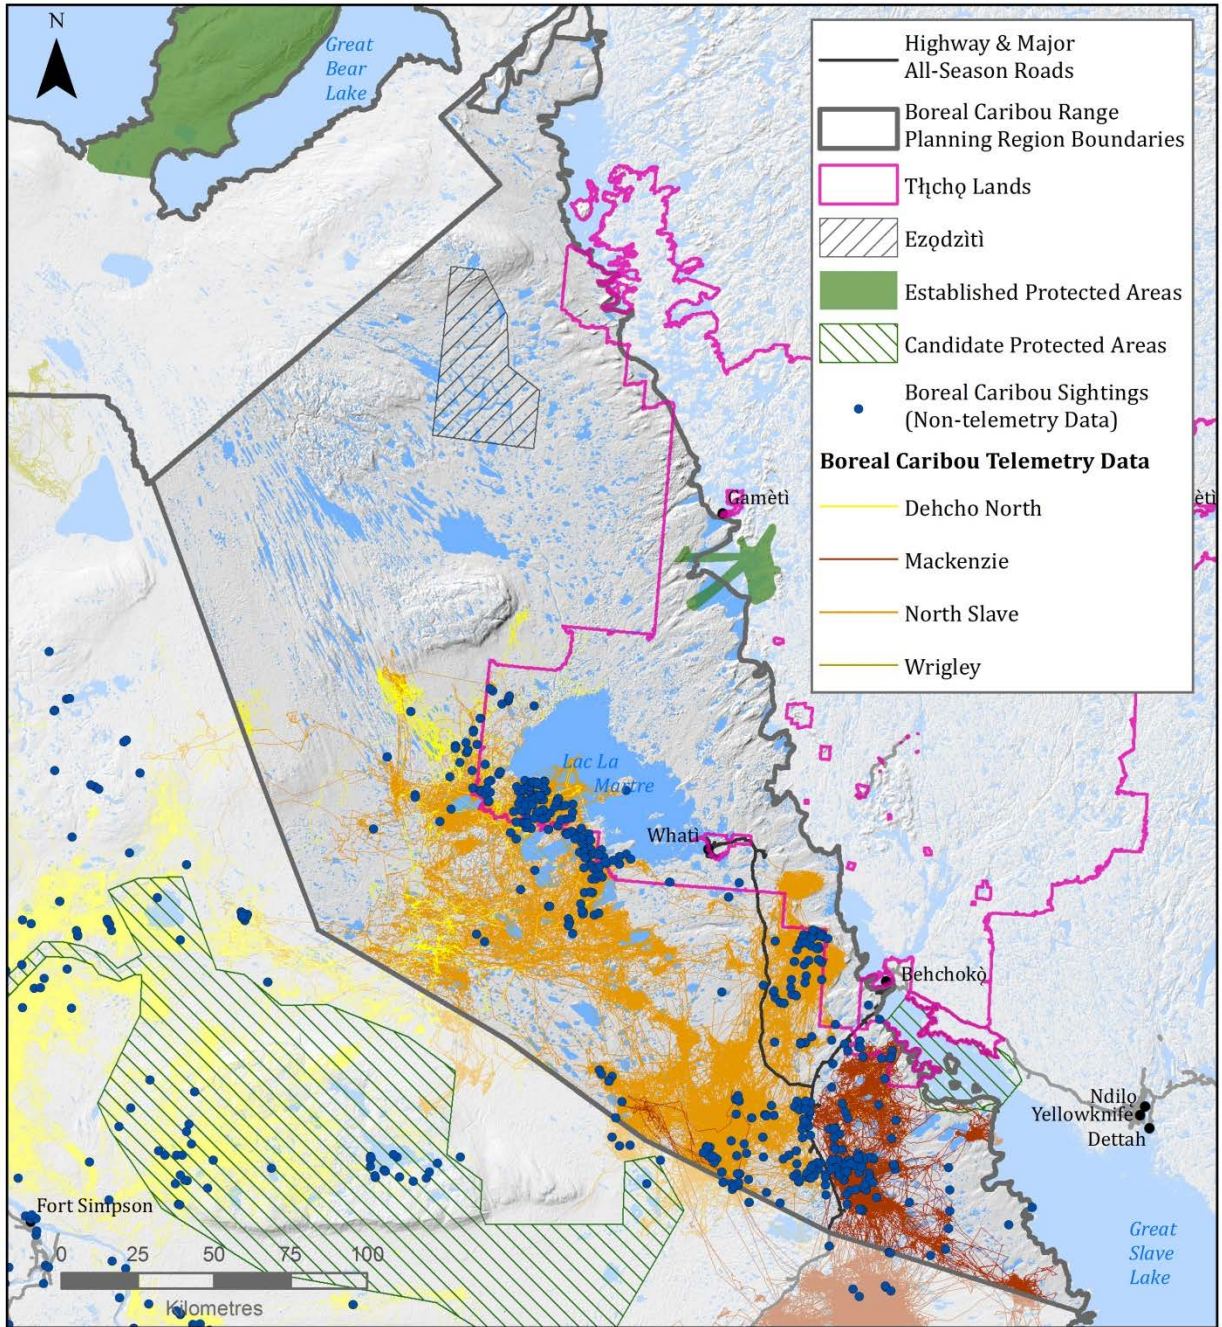 N
Great
Bear
Lake
Highway & Major
All-Season Roads
Boreal Caribou Range
Planning Region Boundaries
Tłı̨chǫ Lands
Ezǫdzìtì
Established Protected Areas
Candidate Protected Areas
Boreal Caribou Sightings
(Non-telemetry Data)
Boreal Caribou Telemetry Data
Dehcho North
Mackenzie
North Slave
Wrigley
Gamètì
ètì
Lac La
Martre
Whatì
Behchokǫ̀
Ndilǫ
Yellowknife
Dettah
Fort Simpson
Great
Slave
Lake
0 25 50 75 100
Kilometres